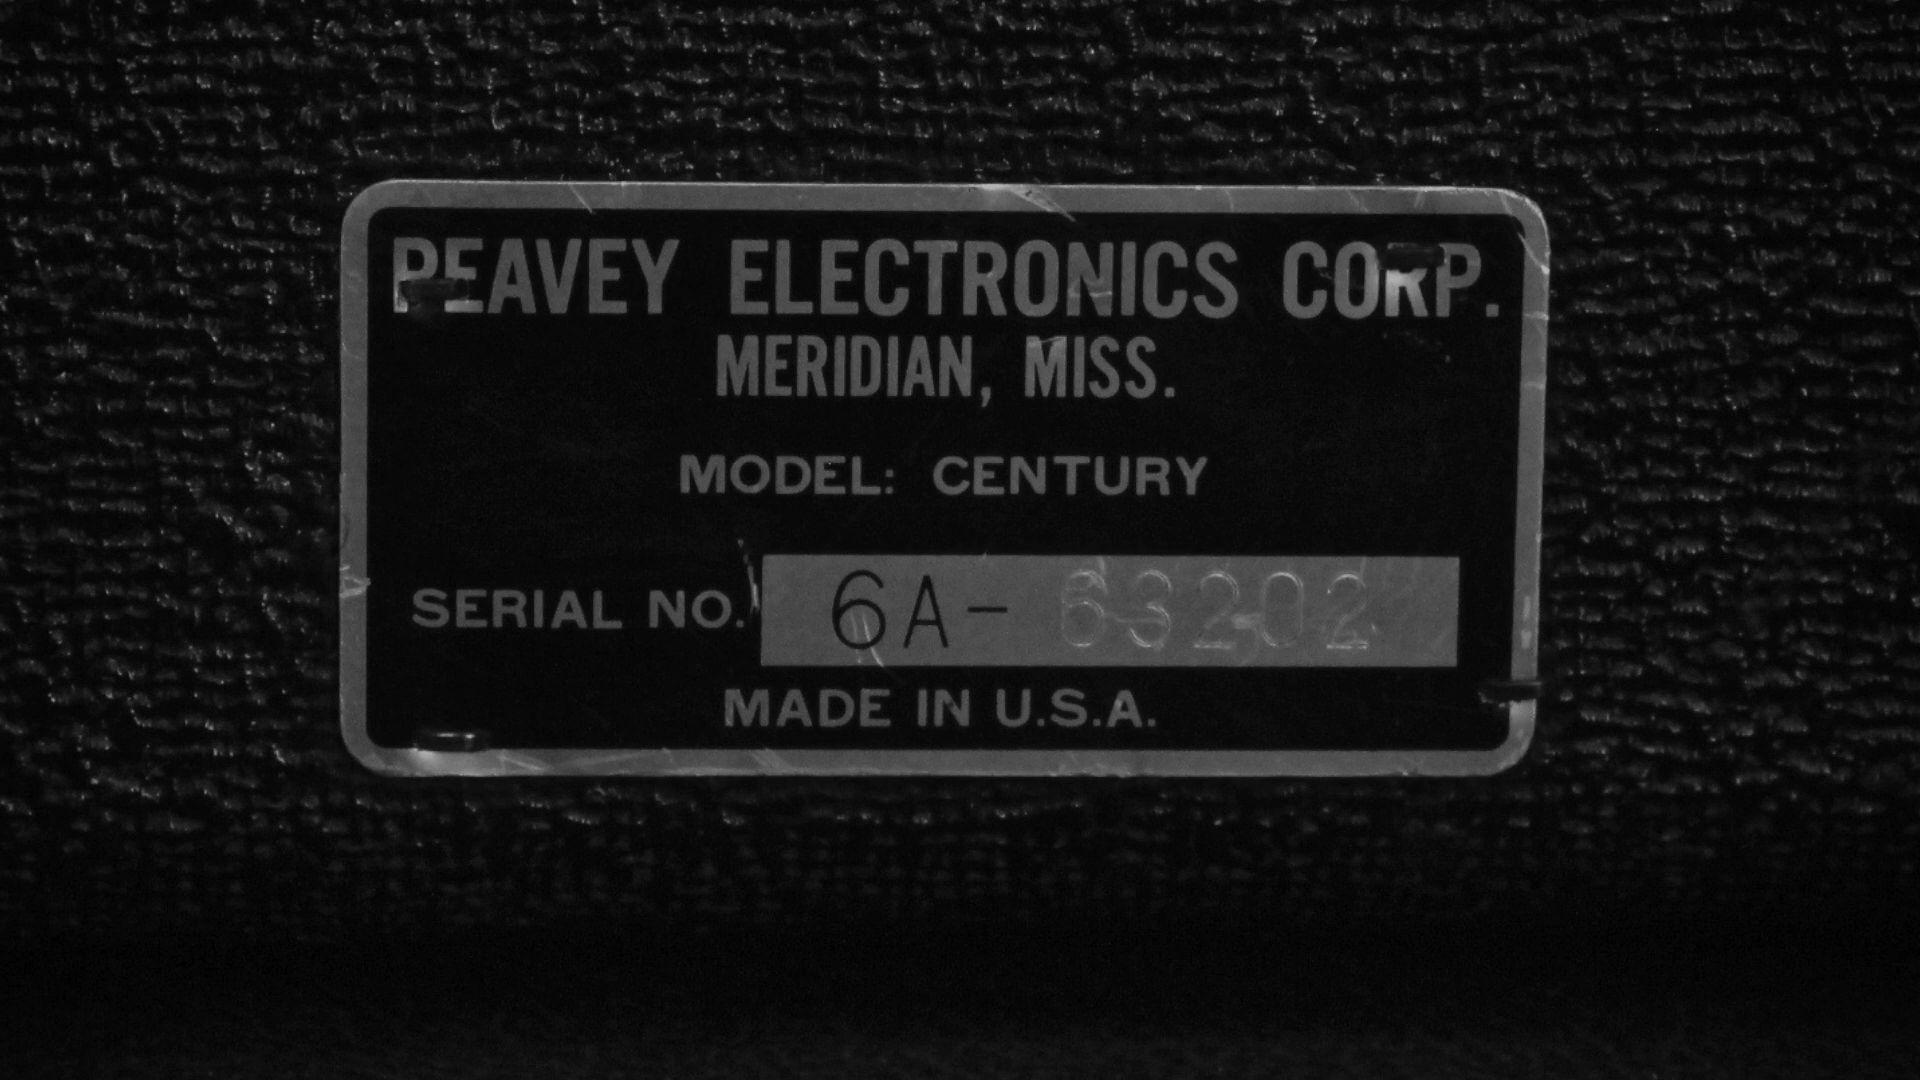 PEAVEY ELECTRONICS CORP.
MERIDIAN, MISS.
MODEL: CENTURY
SERIAL NO. 6A- 63202
MADE IN U.S.A.